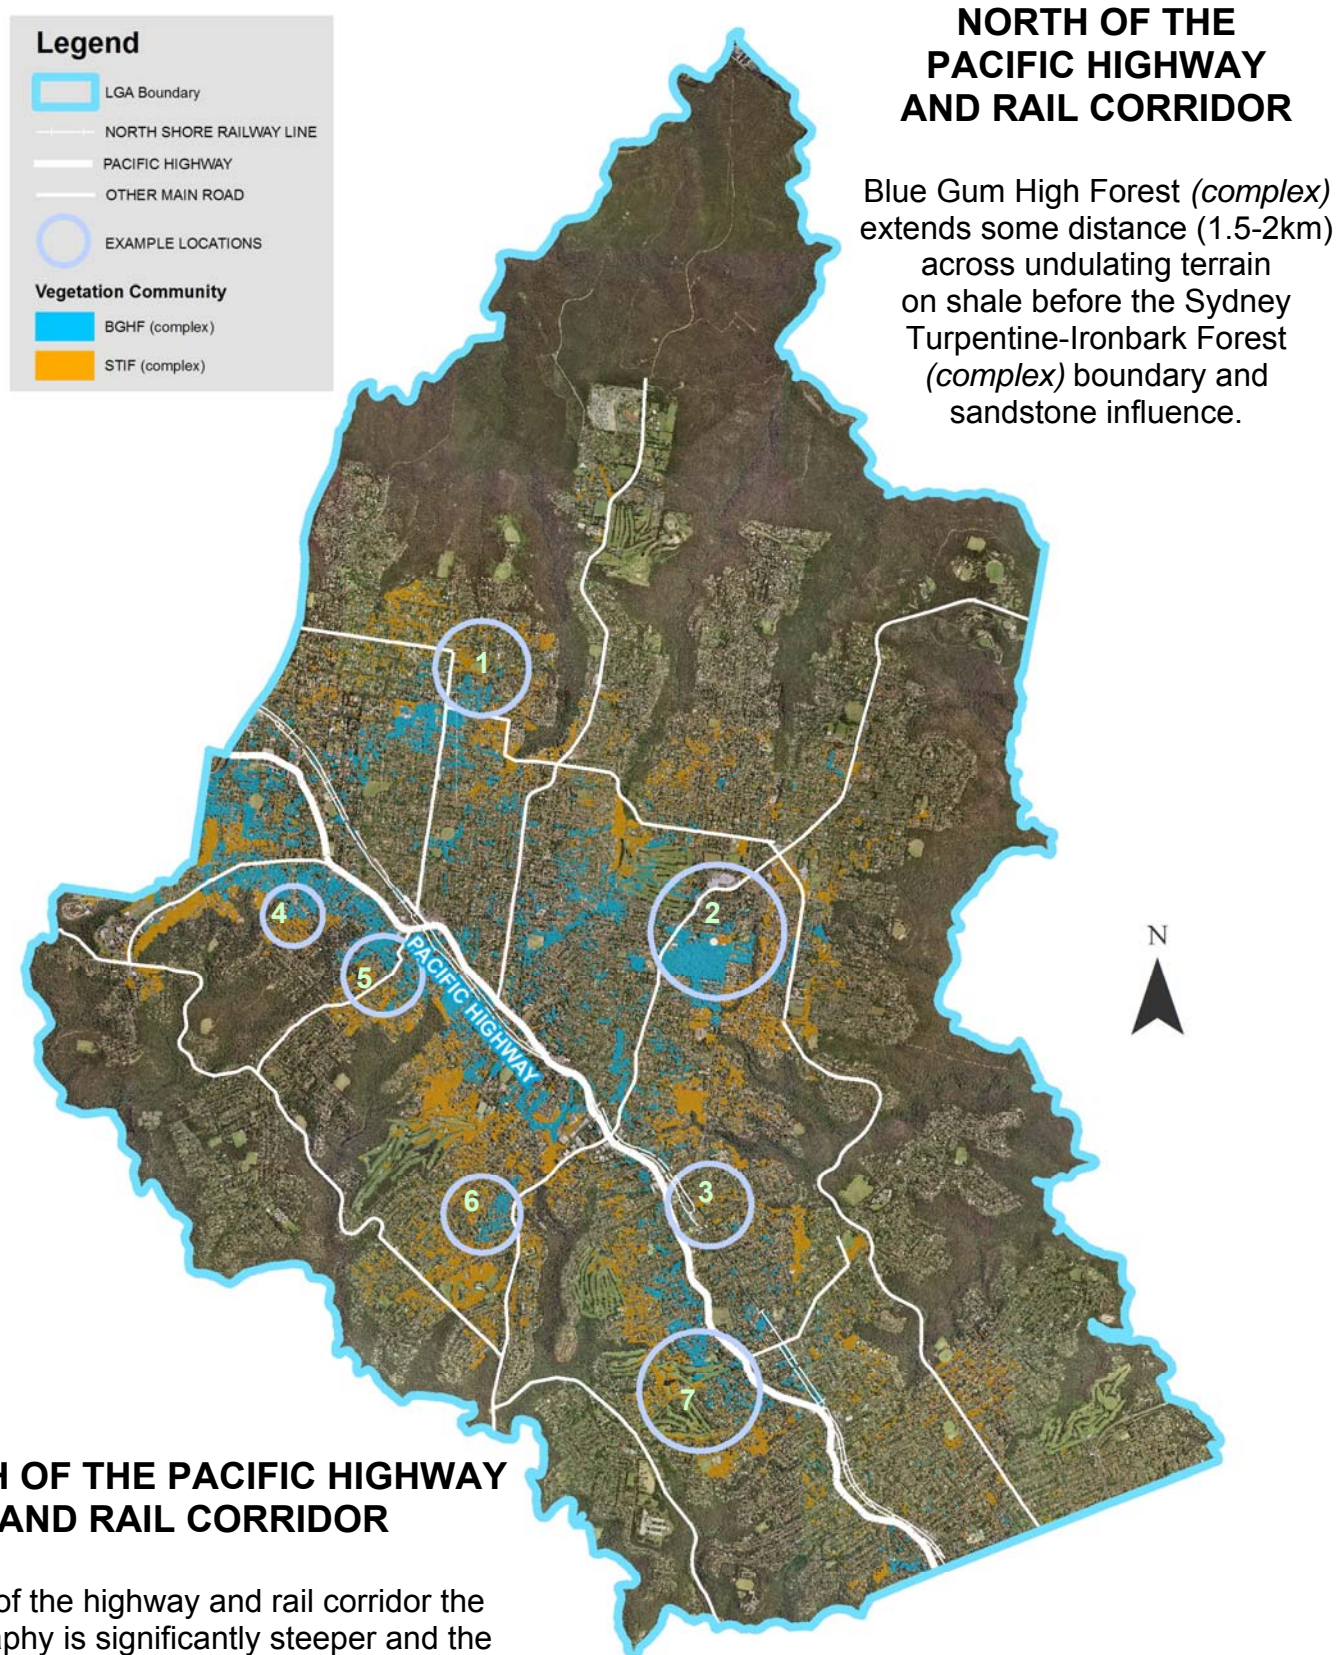 Legend
LGA Boundary
NORTH SHORE RAILWAY LINE
PACIFIC HIGHWAY
OTHER MAIN ROAD
EXAMPLE LOCATIONS
Vegetation Community
BGHF (complex)
STIF (complex)
NORTH OF THE
PACIFIC HIGHWAY
AND RAIL CORRIDOR
Blue Gum High Forest (complex)
extends some distance (1.5-2km)
across undulating terrain
on shale before the Sydney
Turpentine-Ironbark Forest
(complex) boundary and
sandstone influence.
1
2
4
5
PACIFIC HIGHWAY
N
3
6
7
H OF THE PACIFIC HIGHWAY
AND RAIL CORRIDOR
of the highway and rail corridor the
aphy is significantly steeper and the